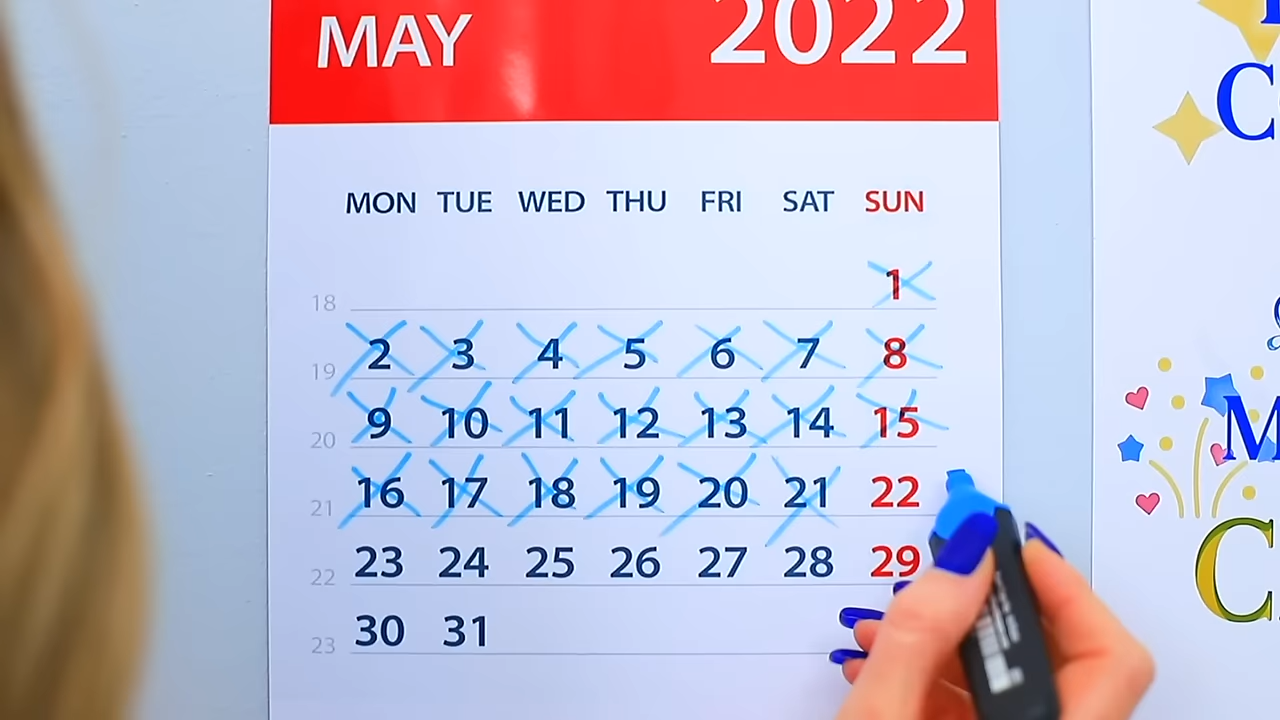 MAY 2022
MON TUE WED THU FRI SAT SUN
18 1
19 2 3 4 5 6 7 8
20 9 10 11 12 13 14 15
21 16 17 18 19 20 21 22
22 23 24 25 26 27 28 29
23 30 31